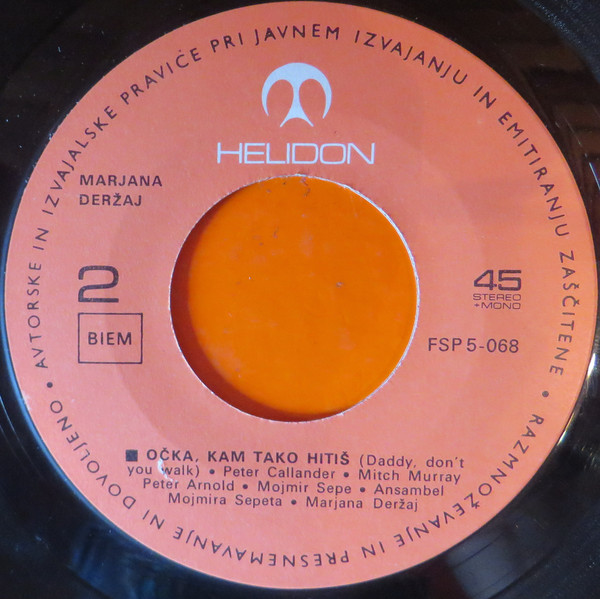 AVTORSKE IN IZVAJALSKE PRAVICE PRI JAVNEM IZVAJANJU IN EMITIRANJU ZAŠČITENE • RAZMNOŽEVANJE IN PRESNEMAVANJE NI DOVOLJENO •
HELIDON
MARJANA
DERŽAJ
2
BIEM
45
STEREO
+MONO
FSP 5-068
■ OČKA, KAM TAKO HITIŠ (Daddy, don't
you walk) • Peter Callander • Mitch Murray
Peter Arnold • Mojmir Sepe • Ansambel
Mojmira Sepeta • Marjana Deržaj